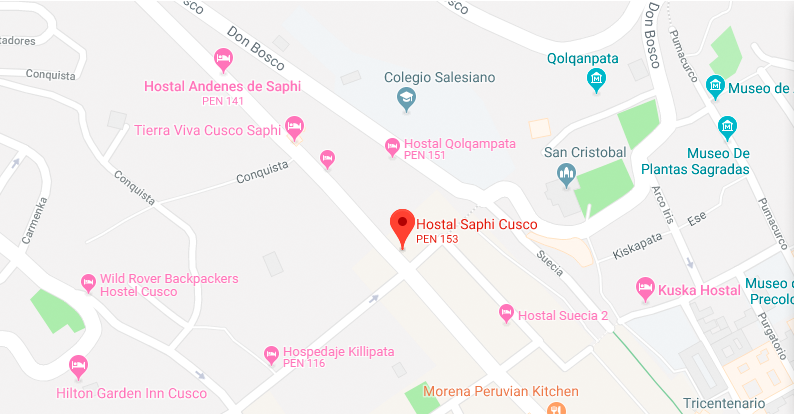 Don Bosco
Don Bosco
Pumacurco
tadores
Conquista
Hostal Andenes de Saphi
PEN 141
Colegio Salesiano
Qolqanpata
Museo de
Tierra Viva Cusco Saphi
Hostal Qolqampata
PEN 151
San Cristobal
Museo De
Plantas Sagradas
Conquista
Conquista
Carmenka
Arco Iris
Ese
Pumacurco
Hostal Saphi Cusco
PEN 153
Kiskapata
Suecia
Wild Rover Backpackers
Hostel Cusco
Kuska Hostal
Museo d
Precolo
Hostal Suecia 2
Purgatorio
Hospedaje Killipata
PEN 116
Hilton Garden Inn Cusco
Morena Peruvian Kitchen
Tricentenario